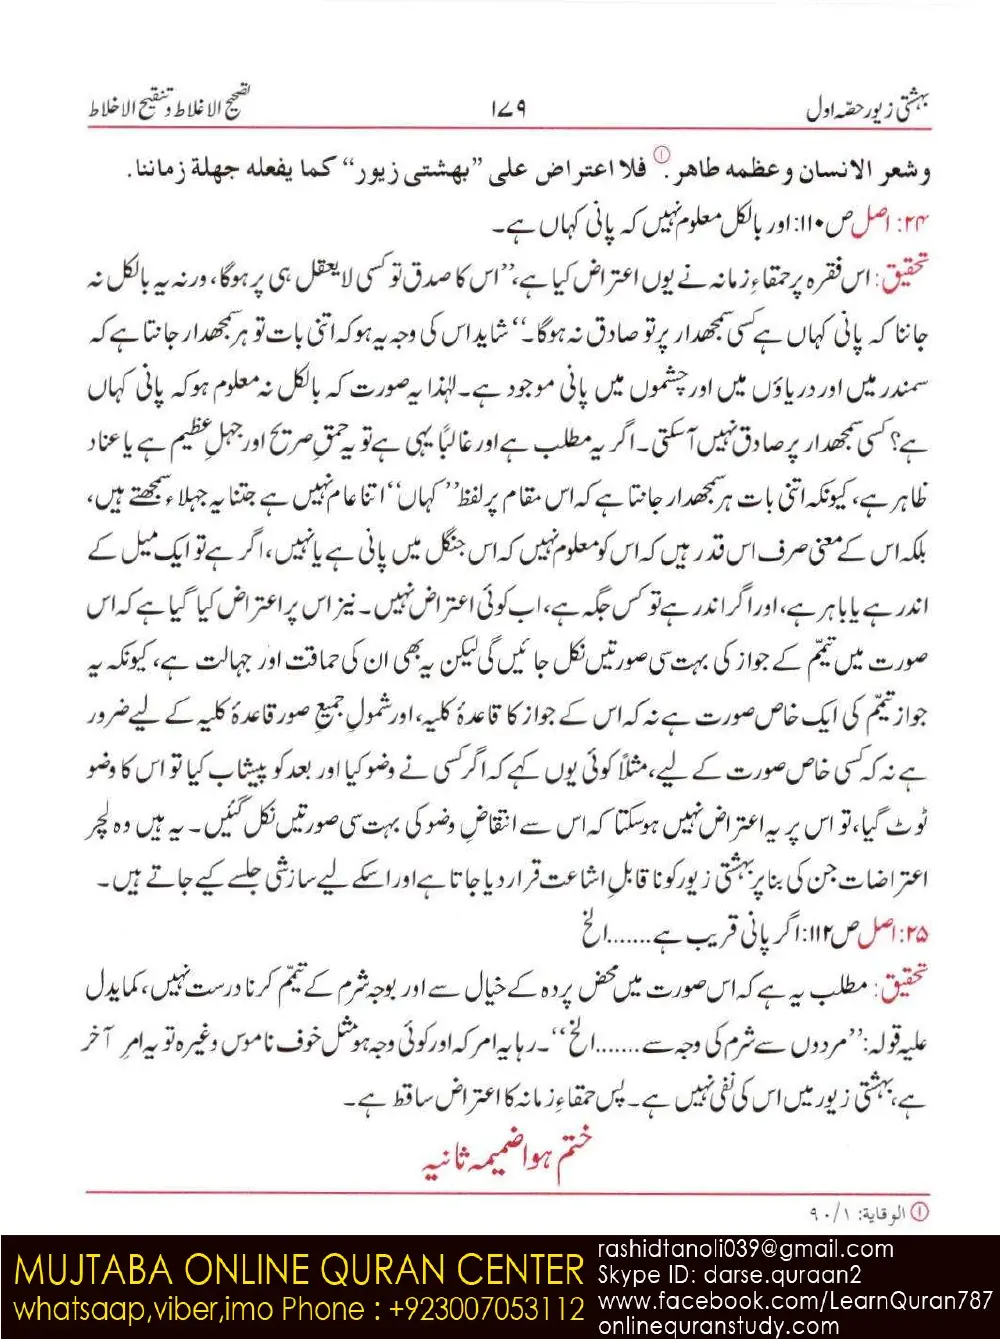 بہشتی زیور حصّہ اول ۱۷۹ تصحیح الاغلاط و تنقیح الاخلاط
وشعر الانسان وعظمه طاهر. ① فلا اعتراض علی ”بهشتی زیور“ کما یفعله جهلة زماننا.
۲۴: اصل ص ۱۱۰: اور بالکل معلوم نہیں کہ پانی کہاں ہے۔
تحقیق: اس فقرہ پر حمقاءِ زمانہ نے یوں اعتراض کیا ہے، ”اس کا صدق تو کسی لا یعقل ہی پر ہوگا، ورنہ یہ بالکل نہ
جاننا کہ پانی کہاں ہے کسی سمجھدار پر تو صادق نہ ہوگا۔“ شاید اس کی وجہ یہ ہو کہ اتنی بات تو ہر سمجھدار جانتا ہے کہ
سمندر میں اور دریاؤں میں اور چشموں میں پانی موجود ہے۔ لہٰذا یہ صورت کہ بالکل نہ معلوم ہو کہ پانی کہاں
ہے؟ کسی سمجھدار پر صادق نہیں آسکتی۔ اگر یہ مطلب ہے اور غالباً یہی ہے تو یہ حمقِ صریح اور جہلِ عظیم ہے یا عناد
ظاہر ہے، کیونکہ اتنی بات ہر سمجھدار جانتا ہے کہ اس مقام پر لفظ ”کہاں“ اتنا عام نہیں ہے جتنا یہ جہلاء سمجھتے ہیں،
بلکہ اس کے معنی صرف اس قدر ہیں کہ اس کو معلوم نہیں کہ اس جنگل میں پانی ہے یا نہیں، اگر ہے تو ایک میل کے
اندر ہے یا باہر ہے، اور اگر اندر ہے تو کس جگہ ہے، اب کوئی اعتراض نہیں۔ نیز اس پر اعتراض کیا گیا ہے کہ اس
صورت میں تیمّم کے جواز کی بہت سی صورتیں نکل جائیں گی لیکن یہ بھی ان کی حماقت اور جہالت ہے، کیونکہ یہ
جواز تیمّم کی ایک خاص صورت ہے نہ کہ اس کے جواز کا قاعدۂ کلیہ، اور شمولِ جمیعِ صور قاعدۂ کلیہ کے لیے ضرور
ہے نہ کہ کسی خاص صورت کے لیے، مثلاً کوئی یوں کہے کہ اگر کسی نے وضو کیا اور بعد کو پیشاب کیا تو اس کا وضو
ٹوٹ گیا، تو اس پر یہ اعتراض نہیں ہوسکتا کہ اس سے انتقاضِ وضو کی بہت سی صورتیں نکل گئیں۔ یہ ہیں وہ لچر
اعتراضات جن کی بنا پر بہشتی زیور کو ناقابلِ اشاعت قرار دیا جاتا ہے اور اسکے لیے سازشی جلسے کیے جاتے ہیں۔
۲۵: اصل ص ۱۱۲: اگر پانی قریب ہے.......الخ
تحقیق: مطلب یہ ہے کہ اس صورت میں محض پردہ کے خیال سے اور بوجہ شرم کے تیمّم کرنا درست نہیں، کما یدل
علیہ قولہ: ”مردوں سے شرم کی وجہ سے.......الخ“۔ رہا یہ امر کہ اور کوئی وجہ ہو مثل خوف ناموس وغیرہ تو یہ امرِ آخر
ہے، بہشتی زیور میں اس کی نفی نہیں ہے۔ پس حمقاءِ زمانہ کا اعتراض ساقط ہے۔
ختم ہوا ضمیمہ ثانیہ
① الوقایة: ۹۰/۱
MUJTABA ONLINE QURAN CENTER
whatsaap,viber,imo Phone : +923007053112
rashidtanoli039@gmail.com
Skype ID: darse.quraan2
www.facebook.com/LearnQuran787
onlinequranstudy.com